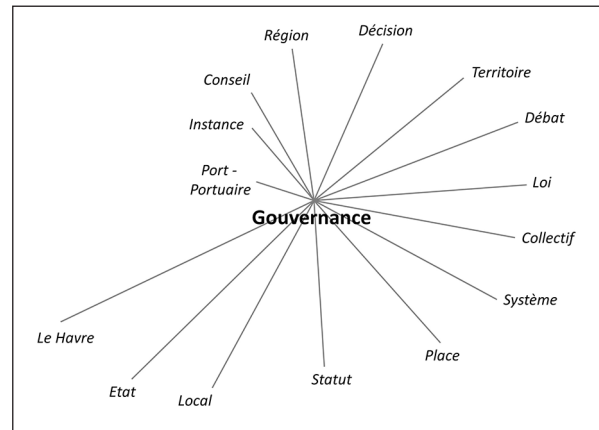 Région
Décision
Conseil
Territoire
Instance
Débat
Port -
Portuaire
Loi
Gouvernance
Collectif
Système
Le Havre
Place
Etat
Local
Statut